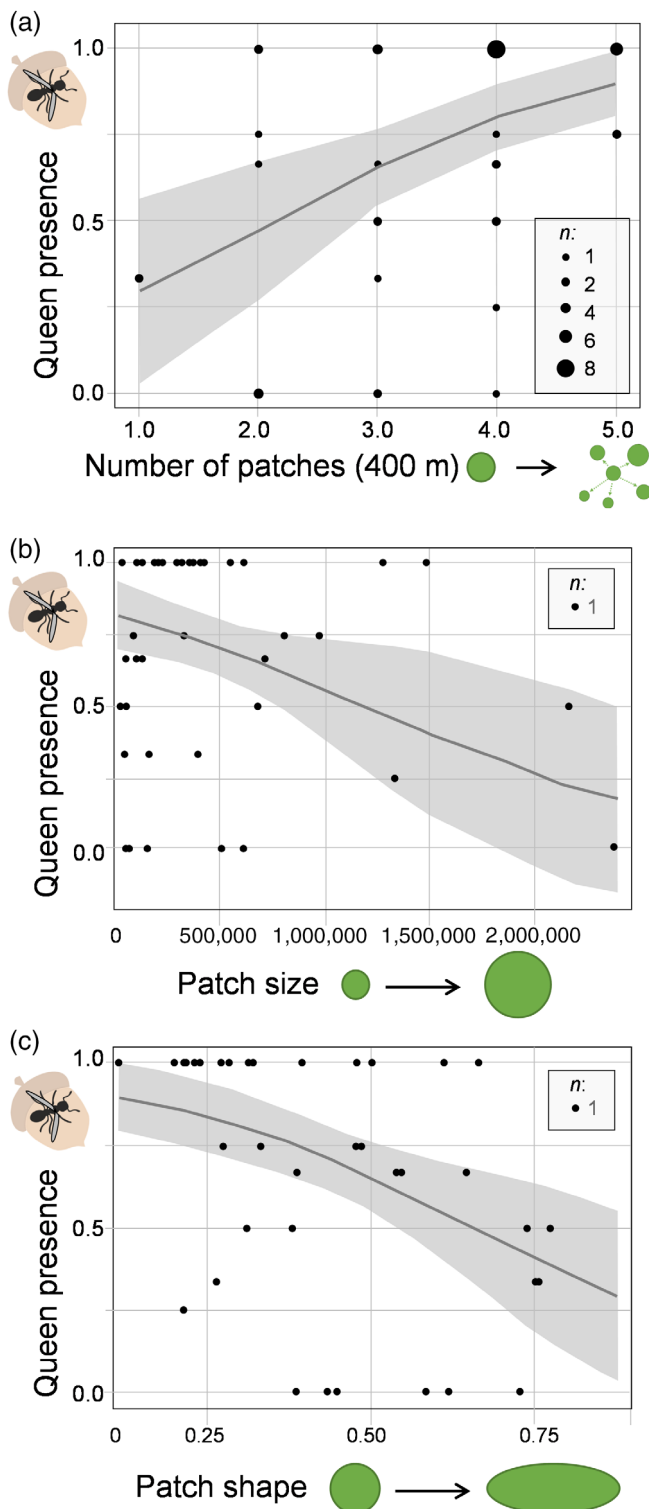 (a)
Queen presence
1.0
0.5
0.0
n:
1
2
4
6
8
1.0 2.0 3.0 4.0 5.0
Number of patches (400 m)
(b)
Queen presence
1.0
0.5
0.0
n:
1
0 500,000 1,000,000 1,500,000 2,000,000
Patch size
(c)
Queen presence
1.0
0.5
0.0
n:
1
0 0.25 0.50 0.75
Patch shape